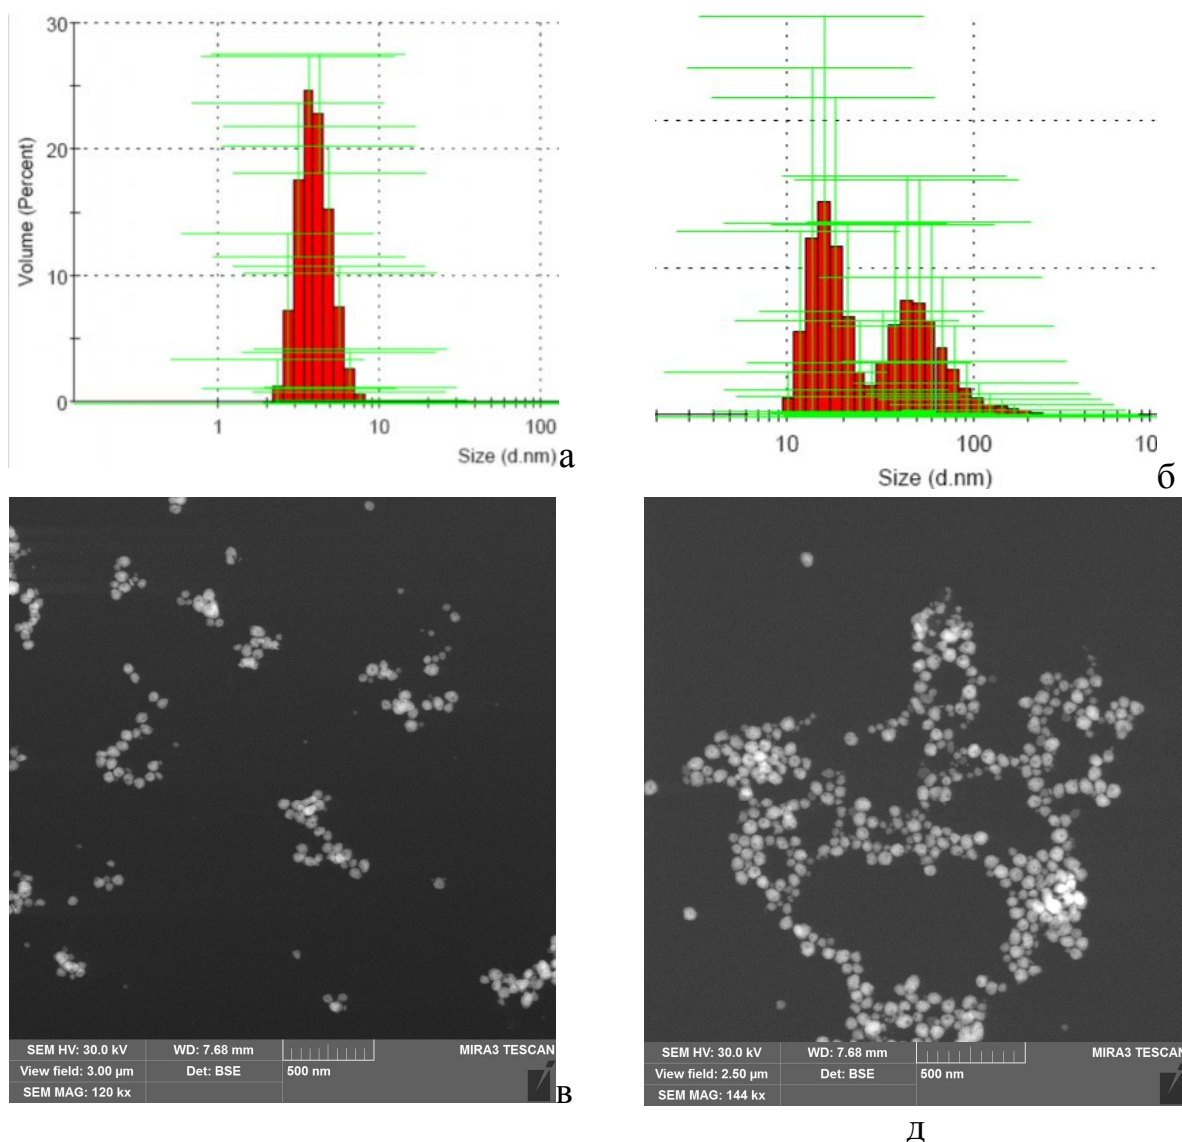 30
20
10
0
Volume (Percent)
1 10 100
Size (d.nm)
а
10 100 10
Size (d.nm)
б
SEM HV: 30.0 kV WD: 7.68 mm MIRA3 TESCAN
View field: 3.00 µm Det: BSE 500 nm
SEM MAG: 120 kx
в
SEM HV: 30.0 kV WD: 7.68 mm MIRA3 TESCAN
View field: 2.50 µm Det: BSE 500 nm
SEM MAG: 144 kx
д